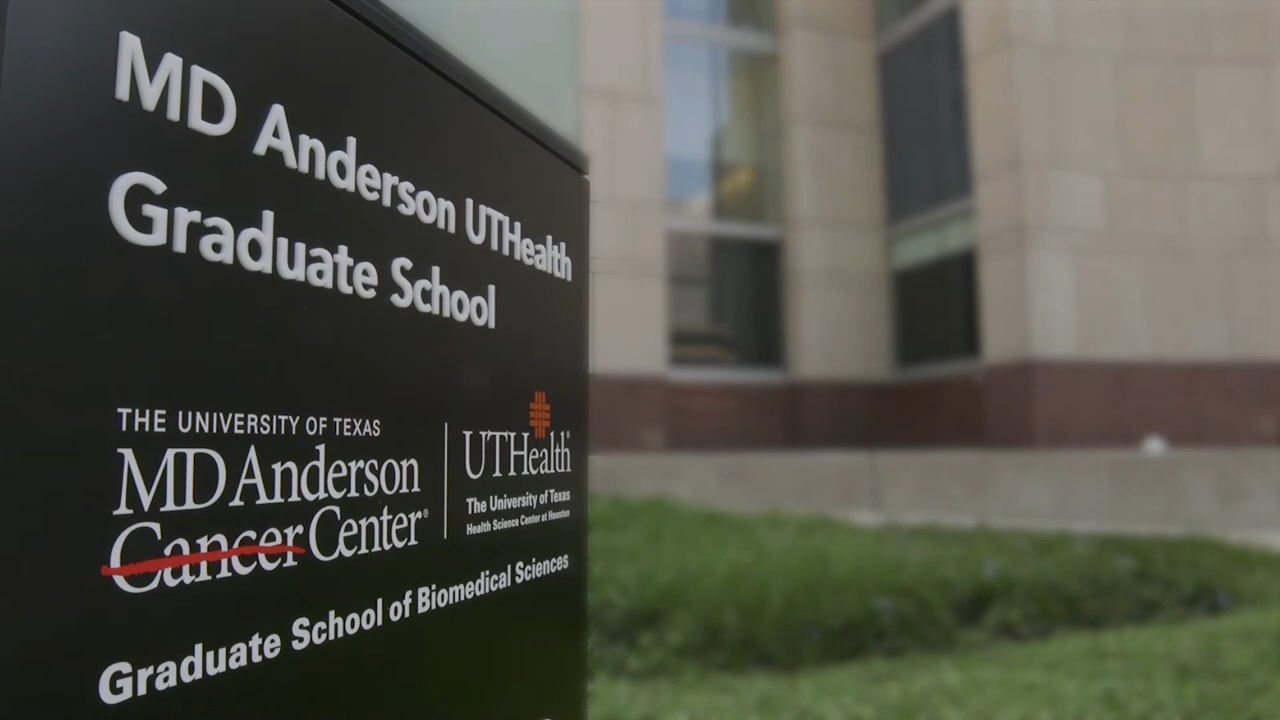 MD Anderson UTHealth
Graduate School
THE UNIVERSITY OF TEXAS
MD Anderson
Cancer Center®
UTHealth®
The University of Texas
Health Science Center at Houston
Graduate School of Biomedical Sciences